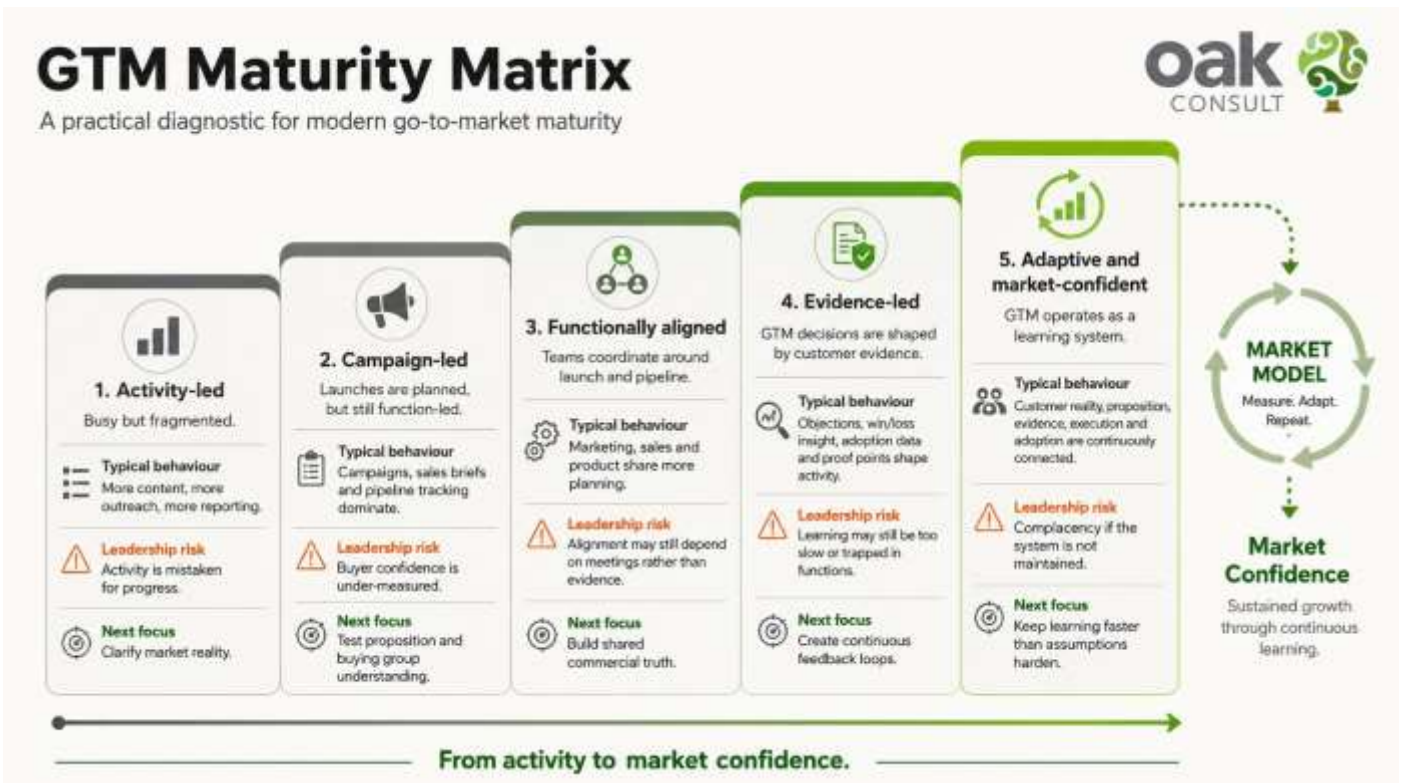 GTM Maturity Matrix
A practical diagnostic for modern go-to-market maturity
oak
CONSULT
1. Activity-led
Busy but fragmented.
Typical behaviour
More content, more
outreach, more reporting.
Leadership risk
Activity is mistaken
for progress.
Next focus
Clarify market reality.
2. Campaign-led
Launches are planned,
but still function-led.
Typical behaviour
Campaigns, sales briefs
and pipeline tracking
dominate.
Leadership risk
Buyer confidence is
under-measured.
Next focus
Test proposition and
buying group
understanding.
3. Functionally aligned
Teams coordinate around
launch and pipeline.
Typical behaviour
Marketing, sales and
product share more
planning.
Leadership risk
Alignment may still depend
on meetings rather than
evidence.
Next focus
Build shared
commercial truth.
4. Evidence-led
GTM decisions are shaped
by customer evidence.
Typical behaviour
Objections, win/loss
insight, adoption data
and proof points shape
activity.
Leadership risk
Learning may still be too
slow or trapped in
functions.
Next focus
Create continuous
feedback loops.
5. Adaptive and
market-confident
GTM operates as a
learning system.
Typical behaviour
Customer reality, proposition,
evidence, execution and
adoption are continuously
connected.
Leadership risk
Complacency if the
system is not
maintained.
Next focus
Keep learning faster
than assumptions
harden.
MARKET
MODEL
Measure. Adapt.
Repeat.
Market
Confidence
Sustained growth
through continuous
learning.
From activity to market confidence.